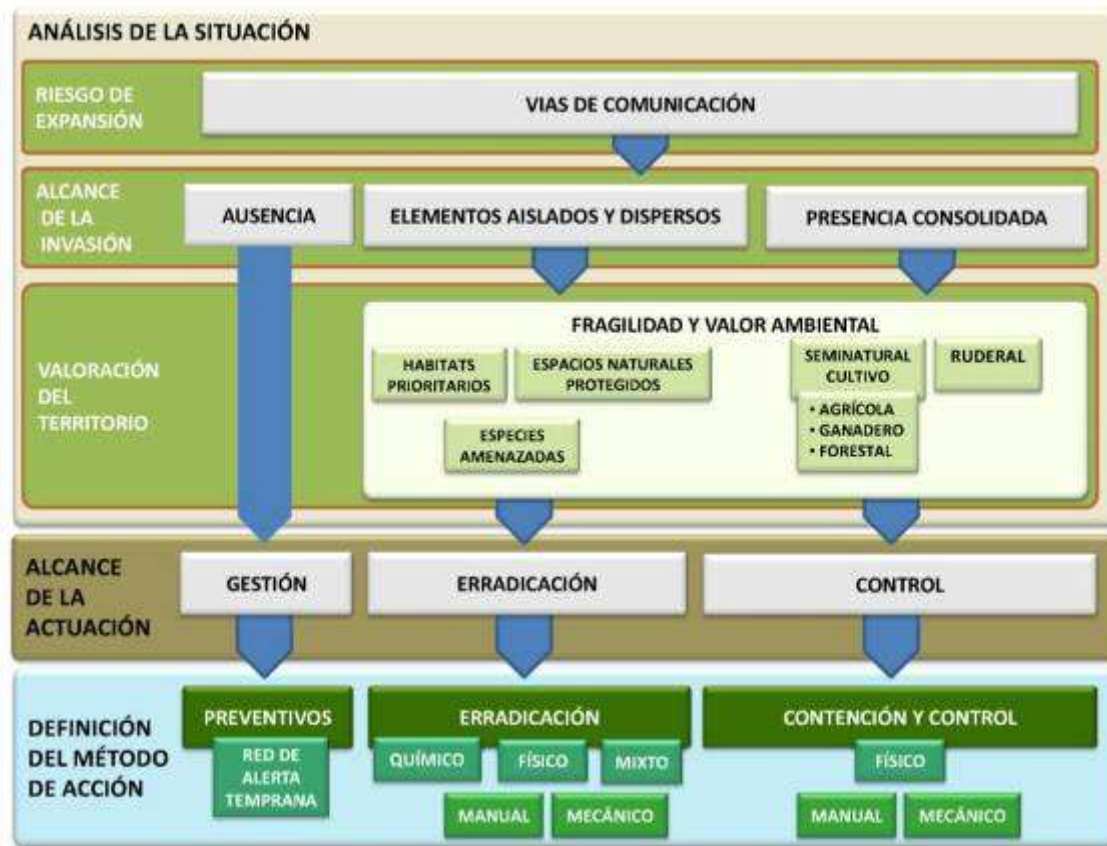 ANÁLISIS DE LA SITUACIÓN
RIESGO DE
EXPANSIÓN
VIAS DE COMUNICACIÓN
ALCANCE
DE LA
INVASIÓN
AUSENCIA
ELEMENTOS AISLADOS Y DISPERSOS
PRESENCIA CONSOLIDADA
VALORACIÓN
DEL
TERRITORIO
FRAGILIDAD Y VALOR AMBIENTAL
HABITATS
PRIORITARIOS
ESPACIOS NATURALES
PROTEGIDOS
ESPECIES
AMENAZADAS
SEMINATURAL
CULTIVO
• AGRÍCOLA
• GANADERO
• FORESTAL
RUDERAL
ALCANCE
DE LA
ACTUACIÓN
GESTIÓN
ERRADICACIÓN
CONTROL
DEFINICIÓN
DEL MÉTODO
DE ACCIÓN
PREVENTIVOS
RED DE
ALERTA
TEMPRANA
ERRADICACIÓN
QUÍMICO
FÍSICO
MIXTO
MANUAL
MECÁNICO
CONTENCIÓN Y CONTROL
FÍSICO
MANUAL
MECÁNICO